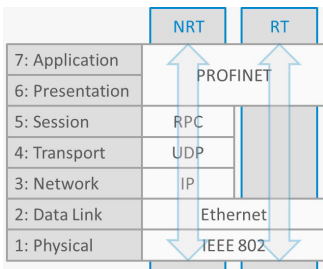 NRT RT
7: Application
PROFINET
6: Presentation
5: Session RPC
4: Transport UDP
3: Network IP
2: Data Link Ethernet
1: Physical IEEE 802